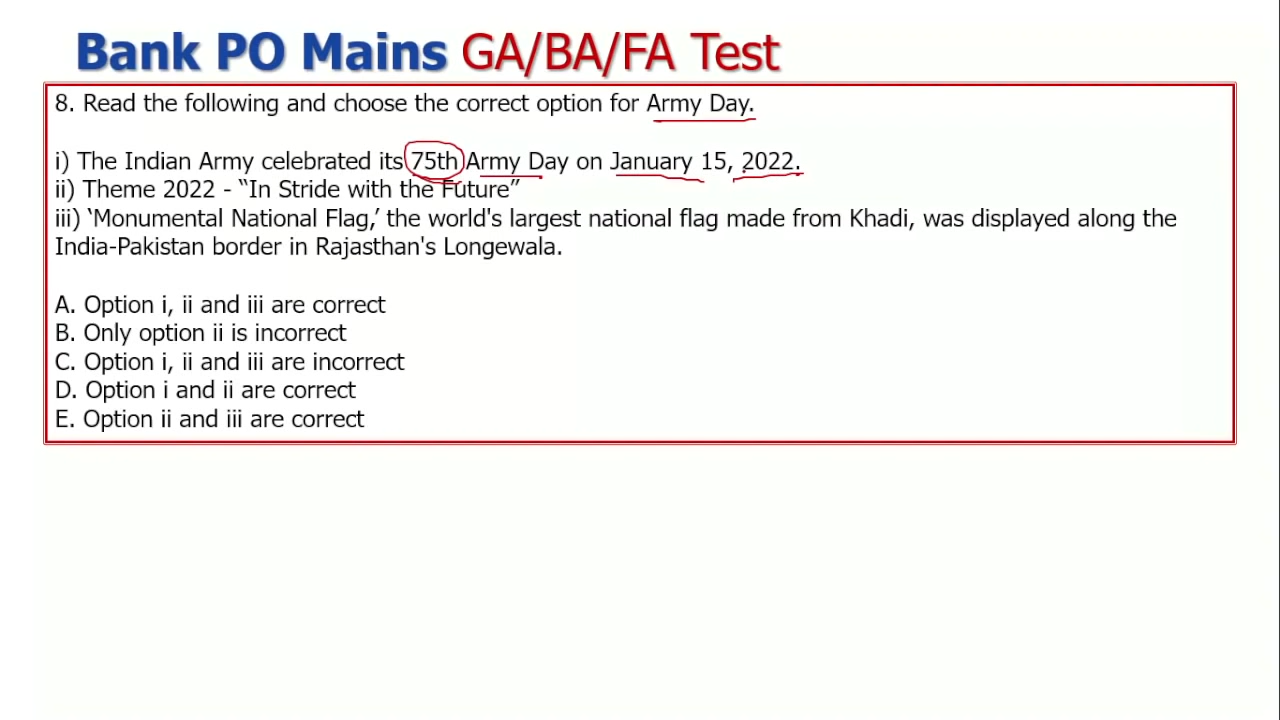 Bank PO Mains GA/BA/FA Test
8. Read the following and choose the correct option for Army Day.
i) The Indian Army celebrated its 75th Army Day on January 15, 2022.
ii) Theme 2022 - “In Stride with the Future”
iii) ‘Monumental National Flag,’ the world's largest national flag made from Khadi, was displayed along the
India-Pakistan border in Rajasthan's Longewala.
A. Option i, ii and iii are correct
B. Only option ii is incorrect
C. Option i, ii and iii are incorrect
D. Option i and ii are correct
E. Option ii and iii are correct